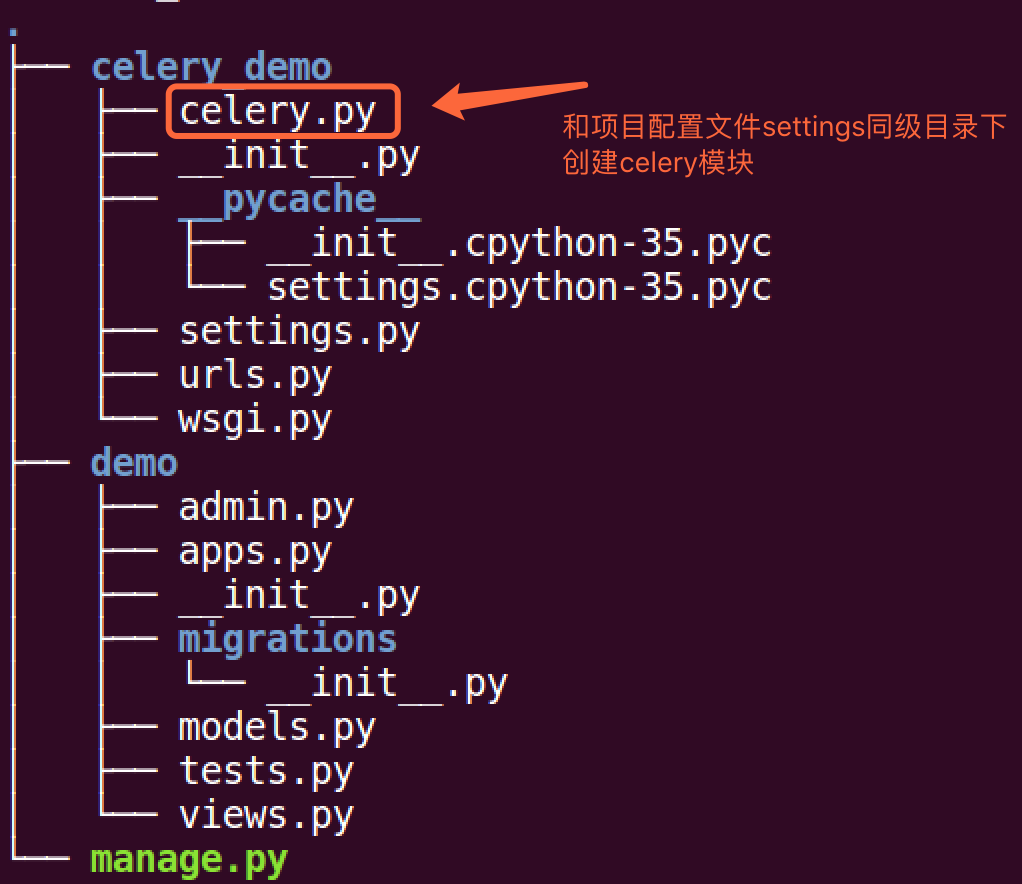 .
├── celery_demo
│   ├── celery.py
│   ├── __init__.py
│   ├── __pycache__
│   │   ├── __init__.cpython-35.pyc
│   │   └── settings.cpython-35.pyc
│   ├── settings.py
│   ├── urls.py
│   └── wsgi.py
├── demo
│   ├── admin.py
│   ├── apps.py
│   ├── __init__.py
│   ├── migrations
│   │   └── __init__.py
│   ├── models.py
│   ├── tests.py
│   └── views.py
└── manage.py
和项目配置文件settings同级目录下
创建celery模块